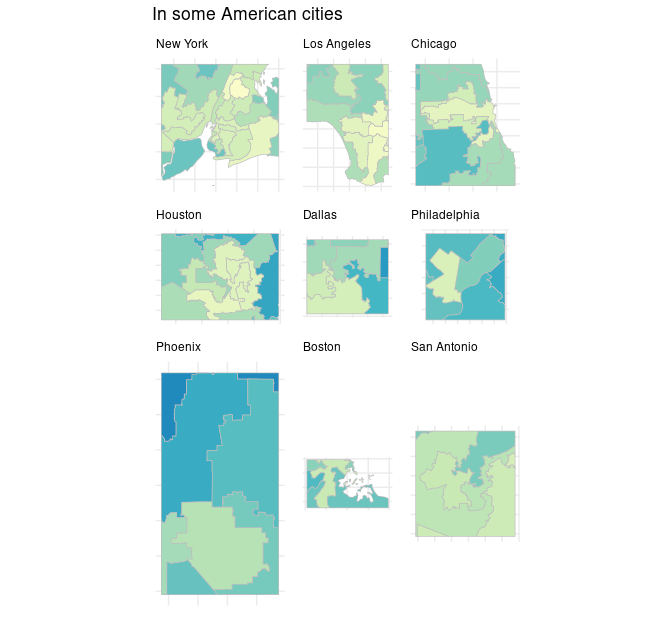 In some American cities
New York
Los Angeles
Chicago
Houston
Dallas
Philadelphia
Phoenix
Boston
San Antonio